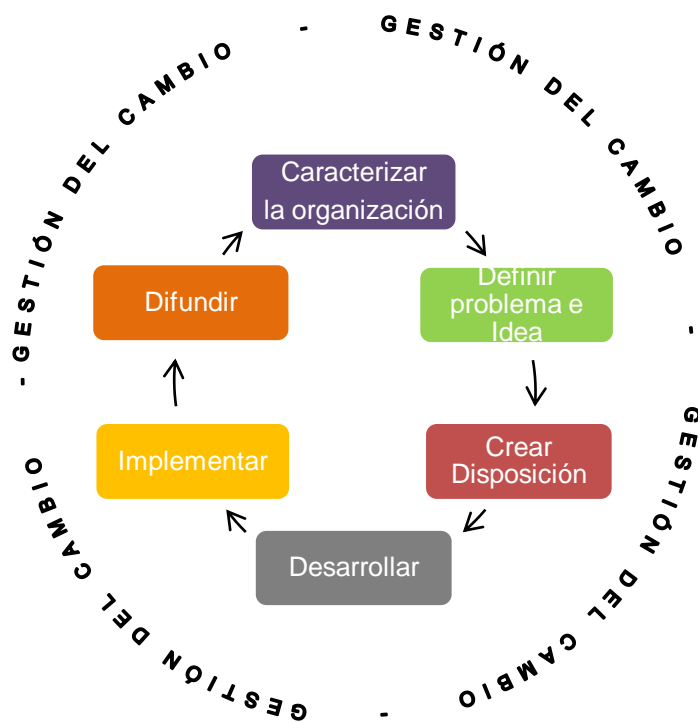 - GESTIÓN DEL CAMBIO - GESTIÓN DEL CAMBIO - GESTIÓN DEL CAMBIO - GESTIÓN DEL CAMBIO
Caracterizar
la organización
Definir
problema e
Idea
Crear
Disposición
Desarrollar
Implementar
Difundir